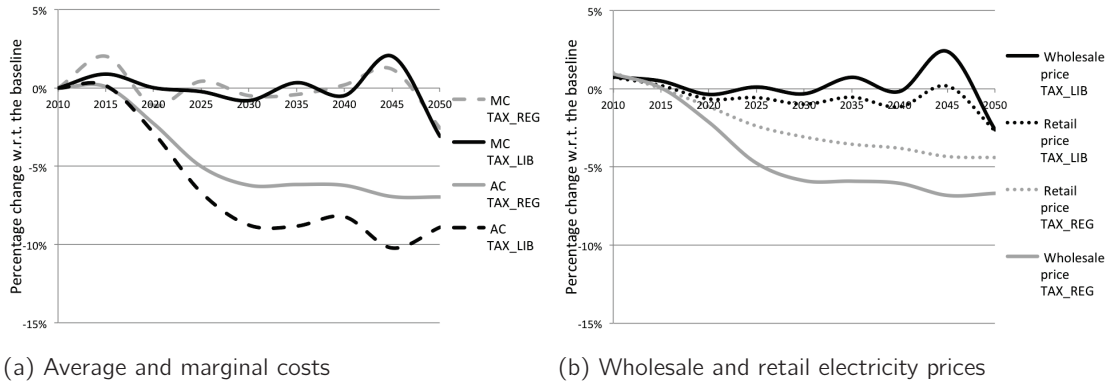 Percentage change w.r.t. the baseline
5%
0%
-5%
-10%
-15%
2010 2015 2020 2025 2030 2035 2040 2045 2050
MC
TAX_REG
MC
TAX_LIB
AC
TAX_REG
AC
TAX_LIB
(a) Average and marginal costs
Percentage change w.r.t. the baseline
5%
0%
-5%
-10%
-15%
2010 2015 2020 2025 2030 2035 2040 2045 2050
Wholesale
price
TAX_LIB
Retail
price
TAX_LIB
Retail
price
TAX_REG
Wholesale
price
TAX_REG
(b) Wholesale and retail electricity prices